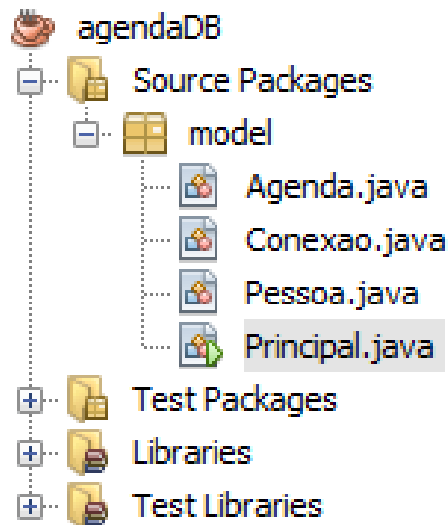 agendaDB
Source Packages
model
Agenda.java
Conexao.java
Pessoa.java
Principal.java
Test Packages
Libraries
Test Libraries